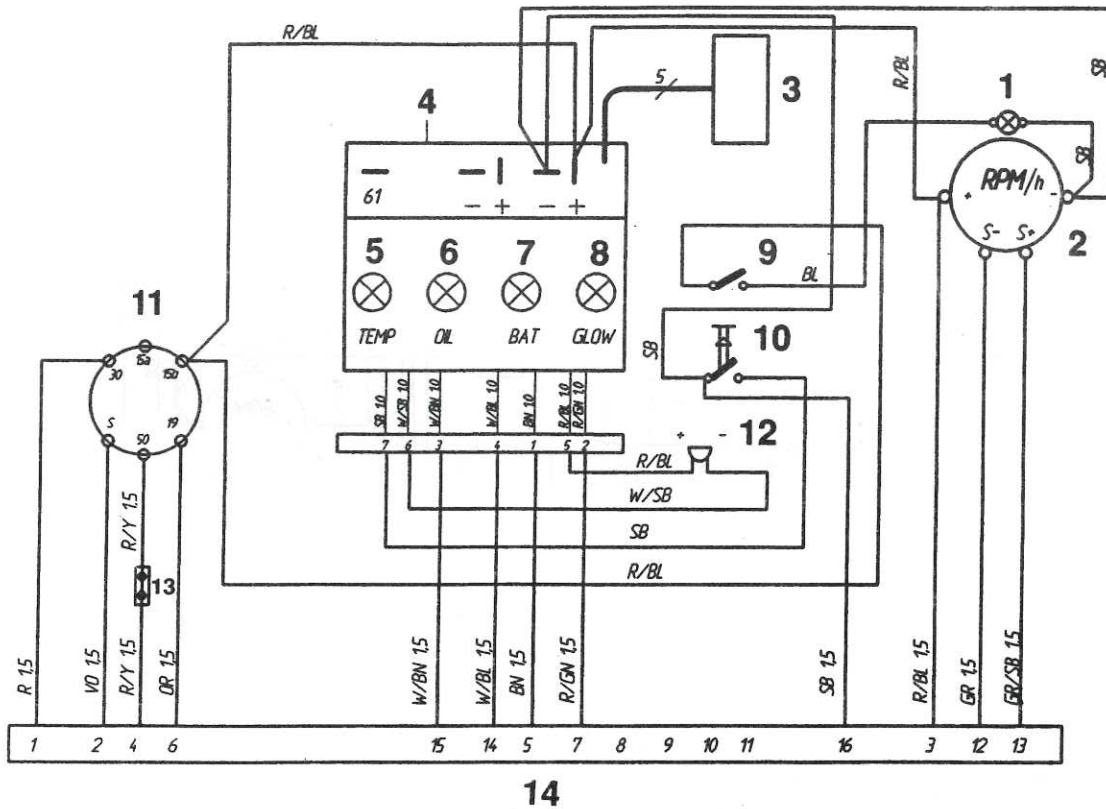 R/BL
5
3
R/BL
SB
1
4
SB
RPM/h
+ -
S- S+
2
61
- + - +
5 6 7 8
TEMP OIL BAT GLOW
9
BL
10
SB
11
30 15a 15b
S 50 19
SB 1.0
W/SB 1.0
W/BN 1.0
W/BL 1.0
BN 1.0
R/BL 1.0
R/GN 1.0
7 6 3 4 1 5 2
+ -
12
R/BL
W/SB
SB
R/BL
R/Y 1,5
13
R 1,5
VO 1,5
R/Y 1,5
OR 1,5
W/BN 1,5
W/BL 1,5
BN 1,5
R/GN 1,5
SB 1,5
R/BL 1,5
GR 1,5
GR/SB 1,5
1 2 4 6 15 14 5 7 8 9 10 11 16 3 12 13
14